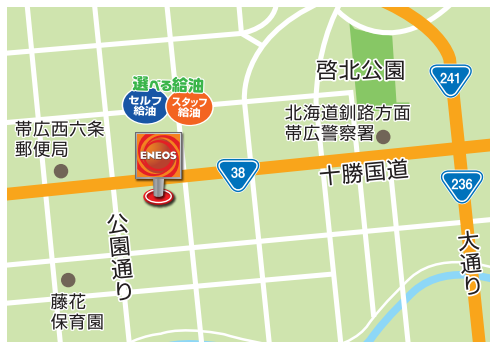 啓北公園
241
選べる給油
セルフ
給油
スタッフ
給油
北海道釧路方面
帯広警察署
帯広西六条
郵便局
ENEOS
38
十勝国道
236
公園通り
大通り
藤花
保育園